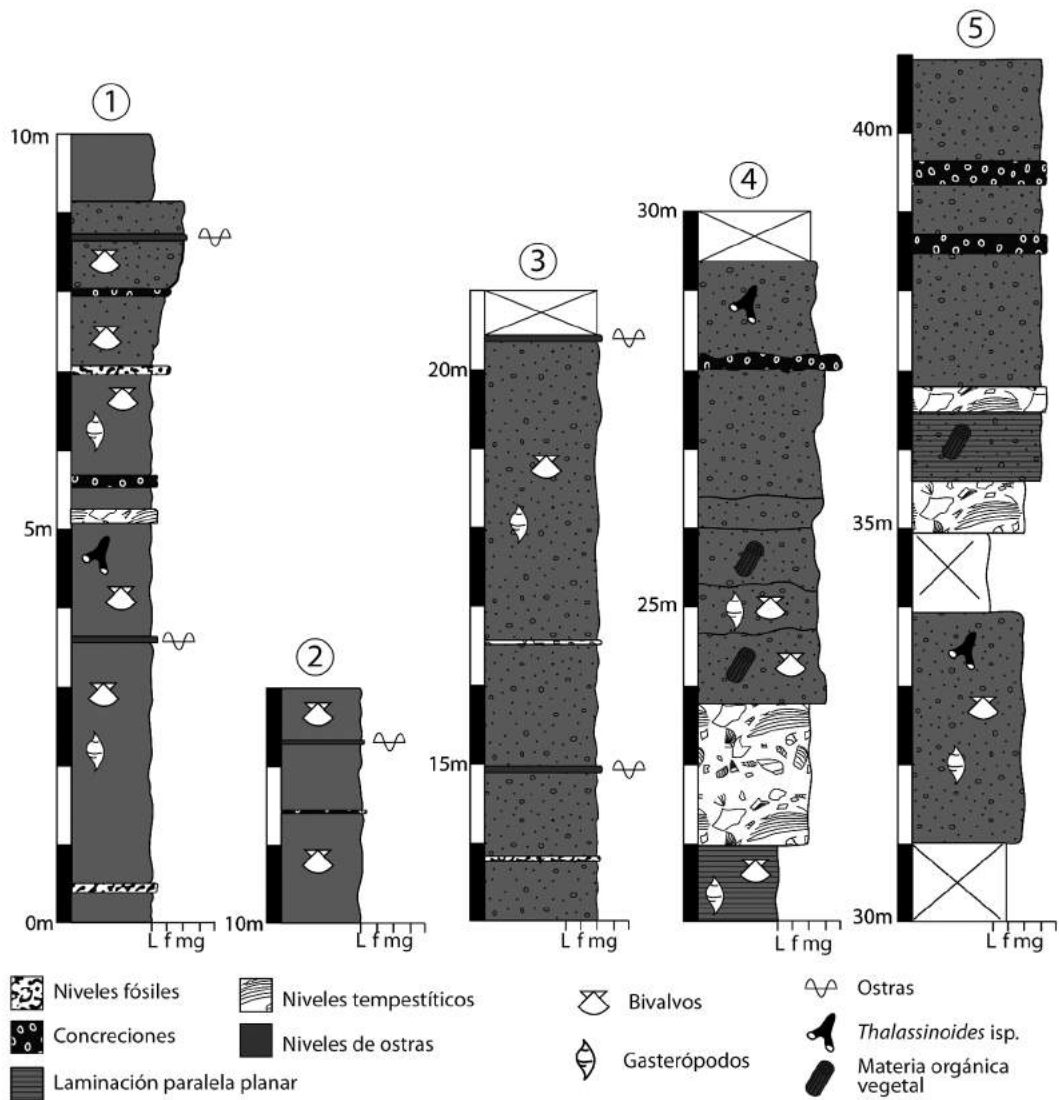 1
10m
5m
0m
L f mg
2
10m
L f mg
3
20m
15m
L f mg
4
30m
25m
L f mg
5
40m
35m
30m
L f mg
Niveles fósiles
Concreciones
Laminación paralela planar
Niveles tempestíticos
Niveles de ostras
Bivalvos
Gasterópodos
Ostras
Thalassinoides isp.
Materia orgánica
vegetal